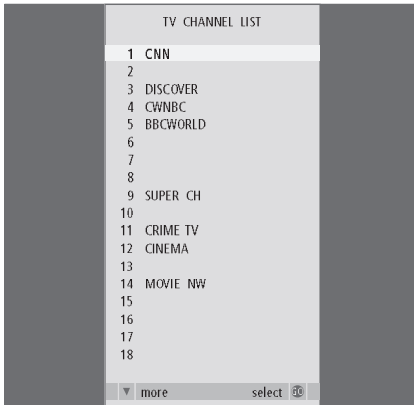 TV CHANNEL LIST
1 CNN
2
3 DISCOVER
4 CWNBC
5 BBCWORLD
6
7
8
9 SUPER CH
10
11 CRIME TV
12 CINEMA
13
14 MOVIE NW
15
16
17
18
▼ more select GO